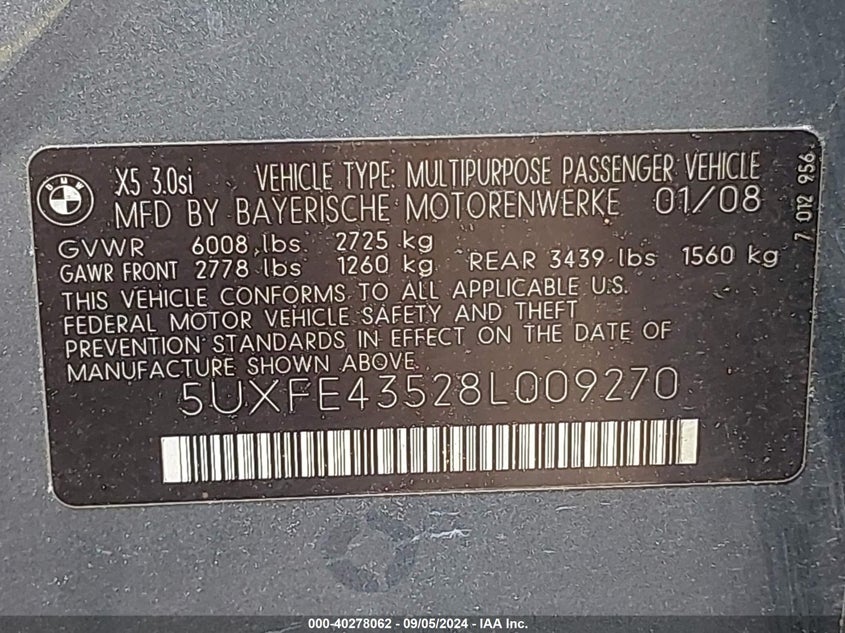 BMW
X5 3.0si VEHICLE TYPE: MULTIPURPOSE PASSENGER VEHICLE
MFD BY BAYERISCHE MOTORENWERKE 01/08
GVWR 6008 lbs 2725 kg
GAWR FRONT 2778 lbs 1260 kg REAR 3439 lbs 1560 kg
THIS VEHICLE CONFORMS TO ALL APPLICABLE U.S.
FEDERAL MOTOR VEHICLE SAFETY AND THEFT
PREVENTION STANDARDS IN EFFECT ON THE DATE OF
MANUFACTURE SHOWN ABOVE.
5UXFE43528L009270
7 012 956
000-40278062 - 09/05/2024 - IAA Inc.